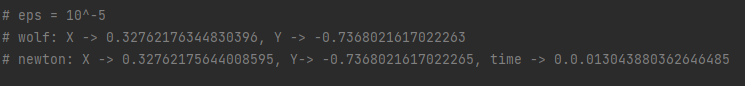 # eps = 10^-5
# wolf: X -> 0.32762176344830396, Y -> -0.7368021617022263
# newton: X -> 0.32762175644008595, Y-> -0.7368021617022265, time -> 0.0.013043880362646485